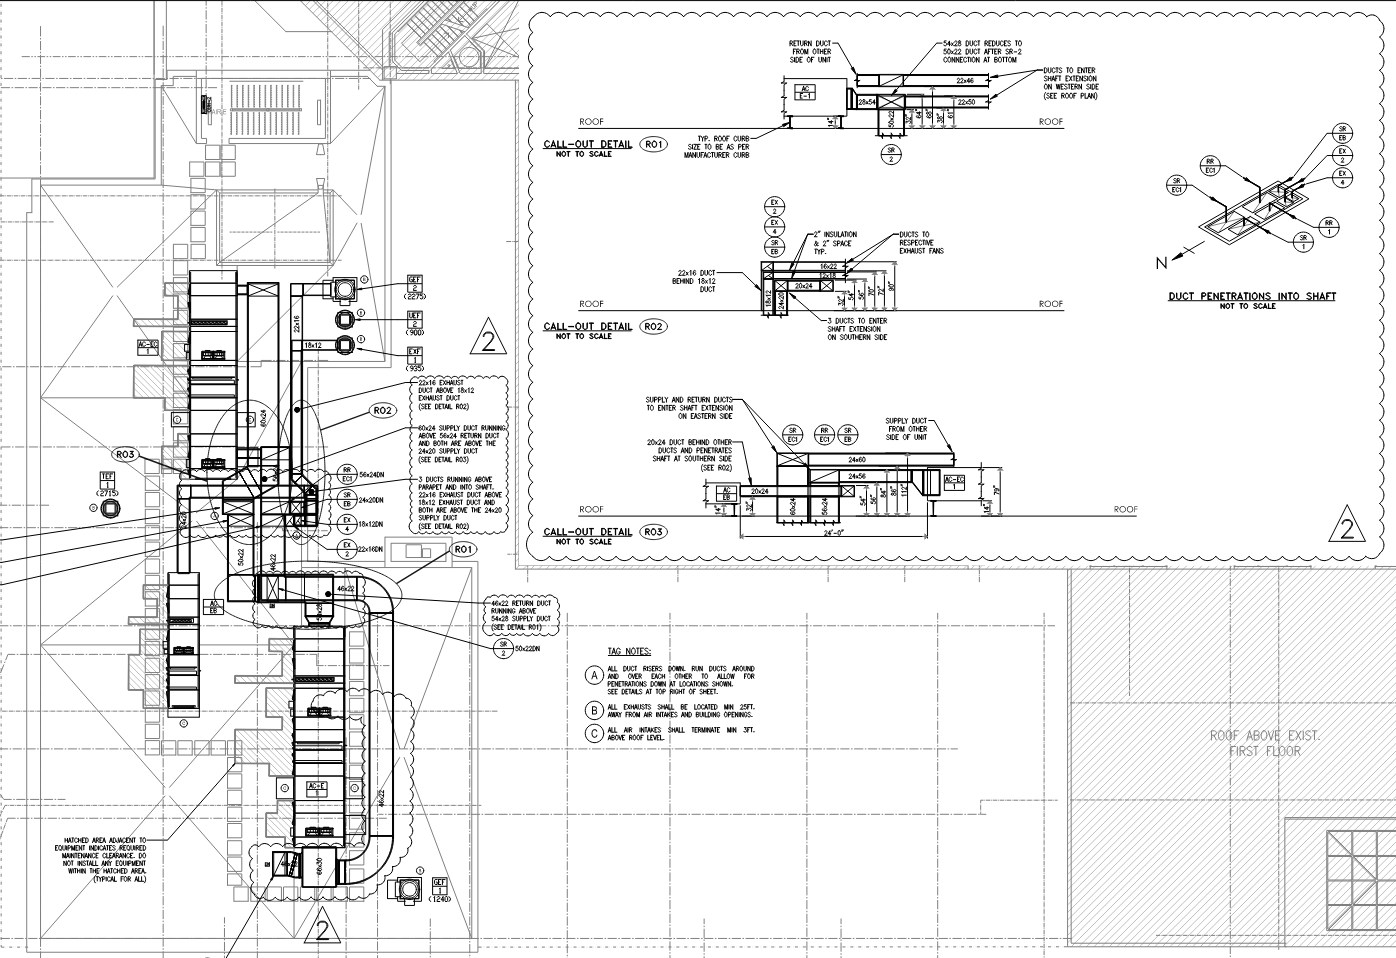 RETURN DUCT
FROM OTHER
SIDE OF UNIT
54x28 DUCT REDUCES TO
50x22 DUCT AFTER SR-2
CONNECTION AT BOTTOM
DUCTS TO ENTER
SHAFT EXTENSION
ON WESTERN SIDE
(SEE ROOF PLAN)
AC
E-1
22x46
28x54
22x50
50x22
14"
32"
64"
68"
38"
61"
ROOF
ROOF
TYP. ROOF CURB
SIZE TO BE AS PER
MANUFACTURER CURB
CALL-OUT DETAIL
R01
NOT TO SCALE
SR
2
SR
EB
EX
2
EX
4
RR
EC1
SR
EC1
RR
1
SR
1
N
DUCT PENETRATIONS INTO SHAFT
NOT TO SCALE
EX
2
EX
4
SR
EB
2" INSULATION
& 2" SPACE
TYP.
DUCTS TO
RESPECTIVE
EXHAUST FANS
22x16 DUCT
BEHIND 18x12
DUCT
16x22
12x18
20x24
18x12
24x20
32"
54"
56"
70"
72"
90"
ROOF
ROOF
3 DUCTS TO ENTER
SHAFT EXTENSION
ON SOUTHERN SIDE
CALL-OUT DETAIL
R02
NOT TO SCALE
SUPPLY AND RETURN DUCTS
TO ENTER SHAFT EXTENSION
ON EASTERN SIDE
SR
EC1
RR
EC1
SR
EB
SUPPLY DUCT
FROM OTHER
SIDE OF UNIT
20x24 DUCT BEHIND OTHER
DUCTS AND PENETRATES
SHAFT AT SOUTHERN SIDE
(SEE R02)
24x60
24x56
20x24
AC
EB
AC-EC
1
60x24
56x24
14"
32"
54"
56"
84"
86"
112"
14"
79"
24'-0"
ROOF
ROOF
CALL-OUT DETAIL
R03
NOT TO SCALE
2
GEF
2
(2275)
UEF
2
(900)
EXF
1
(935)
22x16
18x12
AC-EC
1
2
22x16 EXHAUST
DUCT ABOVE 18x12
EXHAUST DUCT
(SEE DETAIL R02)
R02
60x24
60x24 SUPPLY DUCT RUNNING
ABOVE 56x24 RETURN DUCT
AND BOTH ARE ABOVE THE
24x20 SUPPLY DUCT
(SEE DETAIL R03)
R03
3 DUCTS RUNNING ABOVE
PARAPET AND INTO SHAFT.
22x16 EXHAUST DUCT ABOVE
18x12 EXHAUST DUCT AND
BOTH ARE ABOVE THE 24x20
SUPPLY DUCT
(SEE DETAIL R02)
TEF
1
(2715)
RR
EC1
56x24DN
SR
EB
24x20DN
EX
4
18x12DN
EX
2
22x16DN
24x20
50x22
46x22
R01
46x22
AC
EB
46x22 RETURN DUCT
RUNNING ABOVE
54x28 SUPPLY DUCT
(SEE DETAIL R01)
SR
2
50x22DN
TAG NOTES:
A
ALL DUCT RISERS DOWN. RUN DUCTS AROUND
AND OVER EACH OTHER TO ALLOW FOR
PENETRATIONS DOWN AT LOCATIONS SHOWN.
SEE DETAILS AT TOP RIGHT OF SHEET.
B
ALL EXHAUSTS SHALL BE LOCATED MIN 25FT.
AWAY FROM AIR INTAKES AND BUILDING OPENINGS.
C
ALL AIR INTAKES SHALL TERMINATE MIN 3FT.
ABOVE ROOF LEVEL.
ROOF ABOVE EXIST.
FIRST FLOOR
AC-E
1
46x22
HATCHED AREA ADJACENT TO
EQUIPMENT INDICATES REQUIRED
MAINTENANCE CLEARANCE. DO
NOT INSTALL ANY EQUIPMENT
WITHIN THE HATCHED AREA.
(TYPICAL FOR ALL)
66x30
GEF
1
(1240)
2